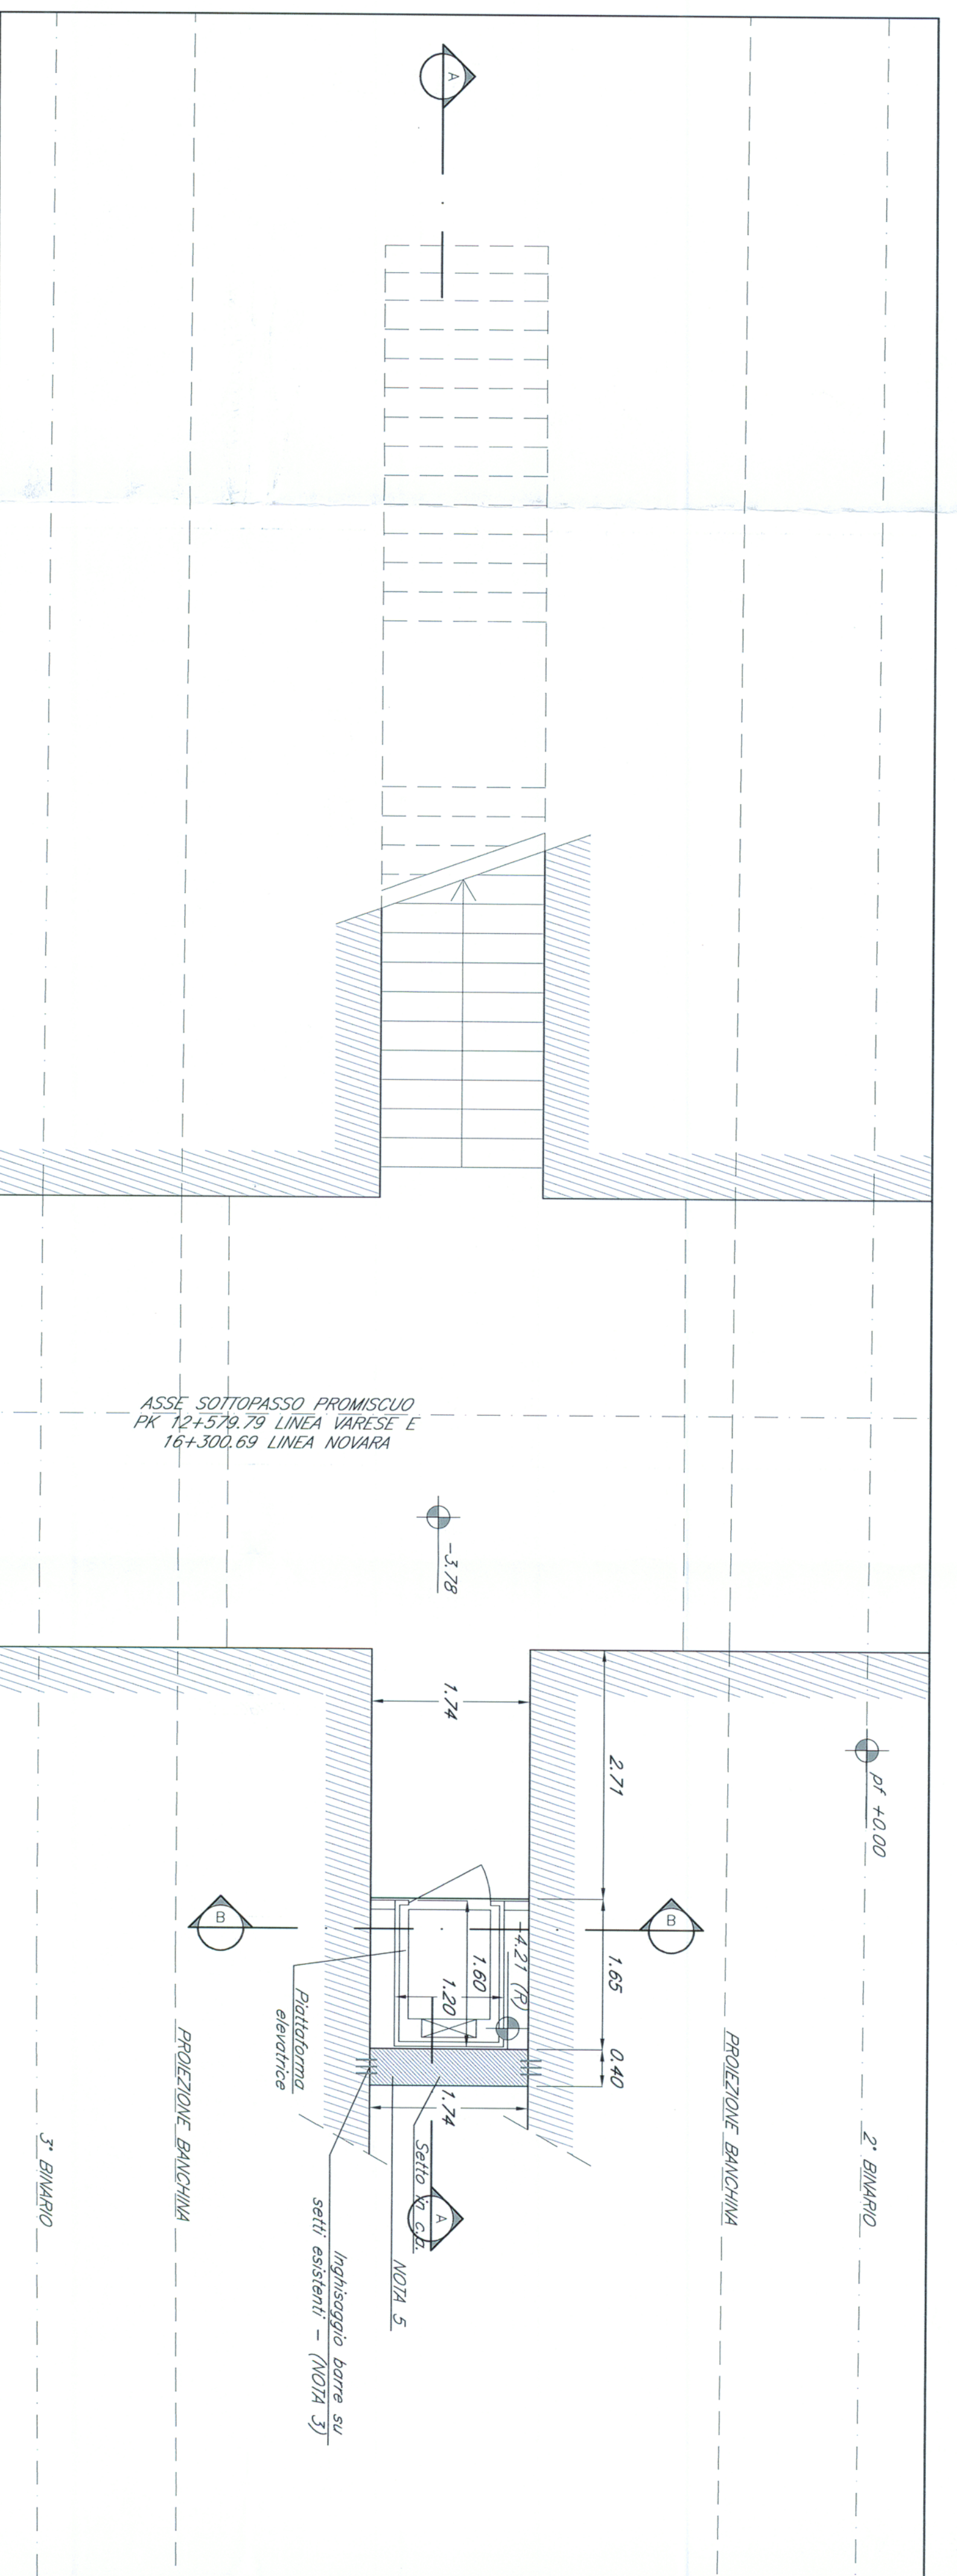 A
ASSE SOTTOPASSO PROMISCUO
PK 12+579.79 LINEA VARESE E
16+300.69 LINEA NOVARA
-3.78
1.74
2.71
pf +0.00
B
B
-4.21 (R)
1.60
1.20
1.65
0.40
1.74
Piattaforma
elevatrice
Setto in c.a.
A
NOTA 5
Inghisaggio barre su
setti esistenti - (NOTA 3)
PROIEZIONE BANCHINA
PROIEZIONE BANCHINA
2° BINARIO
3° BINARIO